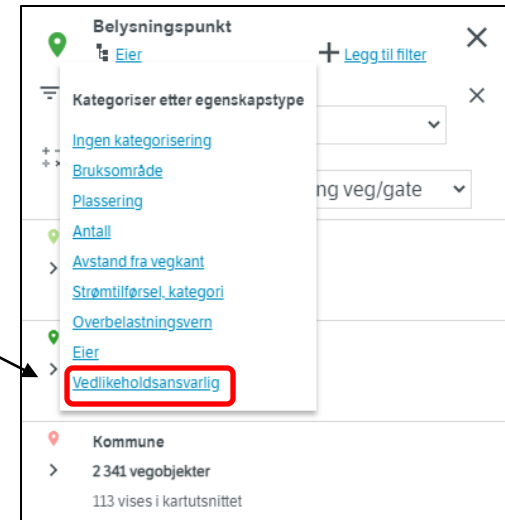 Belysningspunkt
Eier
Legg til filter
Kategoriser etter egenskapstype
Ingen kategorisering
Bruksområde
Plassering
ng veg/gate
Antall
Avstand fra vegkant
Strømtilførsel, kategori
Overbelastningsvern
Eier
Vedlikeholdsansvarlig
Kommune
2 341 vegobjekter
113 vises i kartutsnittet